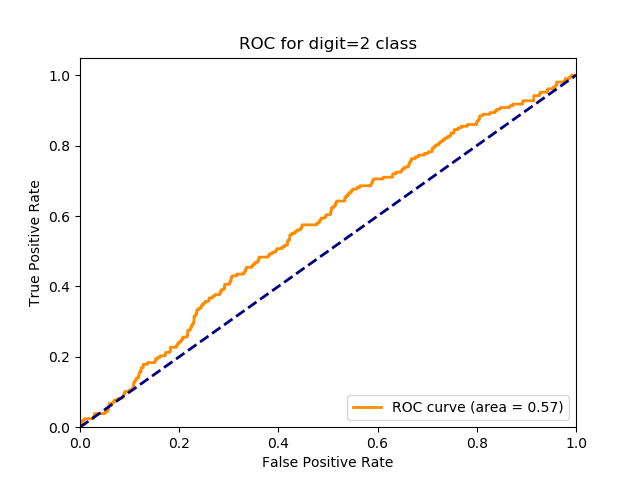 ROC for digit=2 class
True Positive Rate
1.0
0.8
0.6
0.4
0.2
0.0
ROC curve (area = 0.57)
0.0 0.2 0.4 0.6 0.8 1.0
False Positive Rate